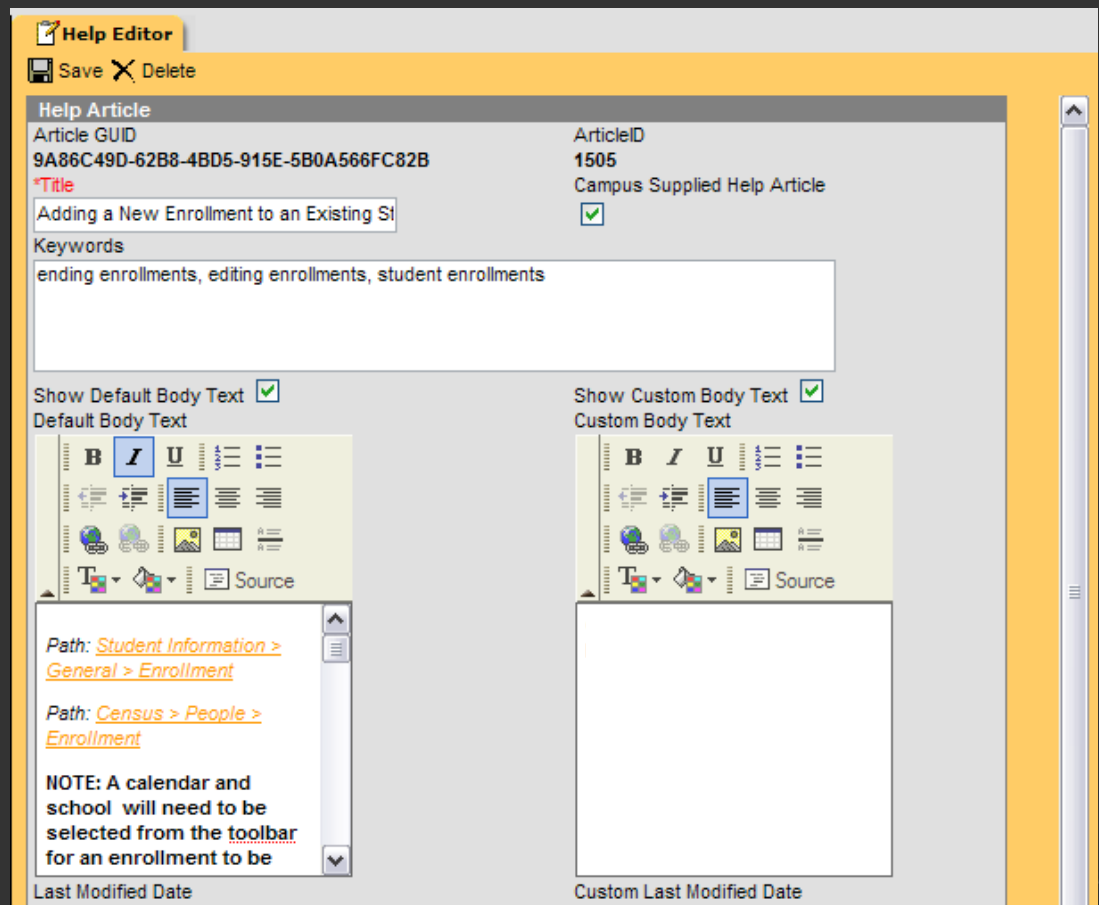 Help Editor
Save Delete
Help Article
Article GUID ArticleID
9A86C49D-62B8-4BD5-915E-5B0A566FC82B 1505
*Title Campus Supplied Help Article
Adding a New Enrollment to an Existing St
Keywords
ending enrollments, editing enrollments, student enrollments
Show Default Body Text Show Custom Body Text
Default Body Text Custom Body Text
B I U B I U
Source Source
Path: Student Information >
General > Enrollment
Path: Census > People >
Enrollment
NOTE: A calendar and
school will need to be
selected from the toolbar
for an enrollment to be
Last Modified Date Custom Last Modified Date